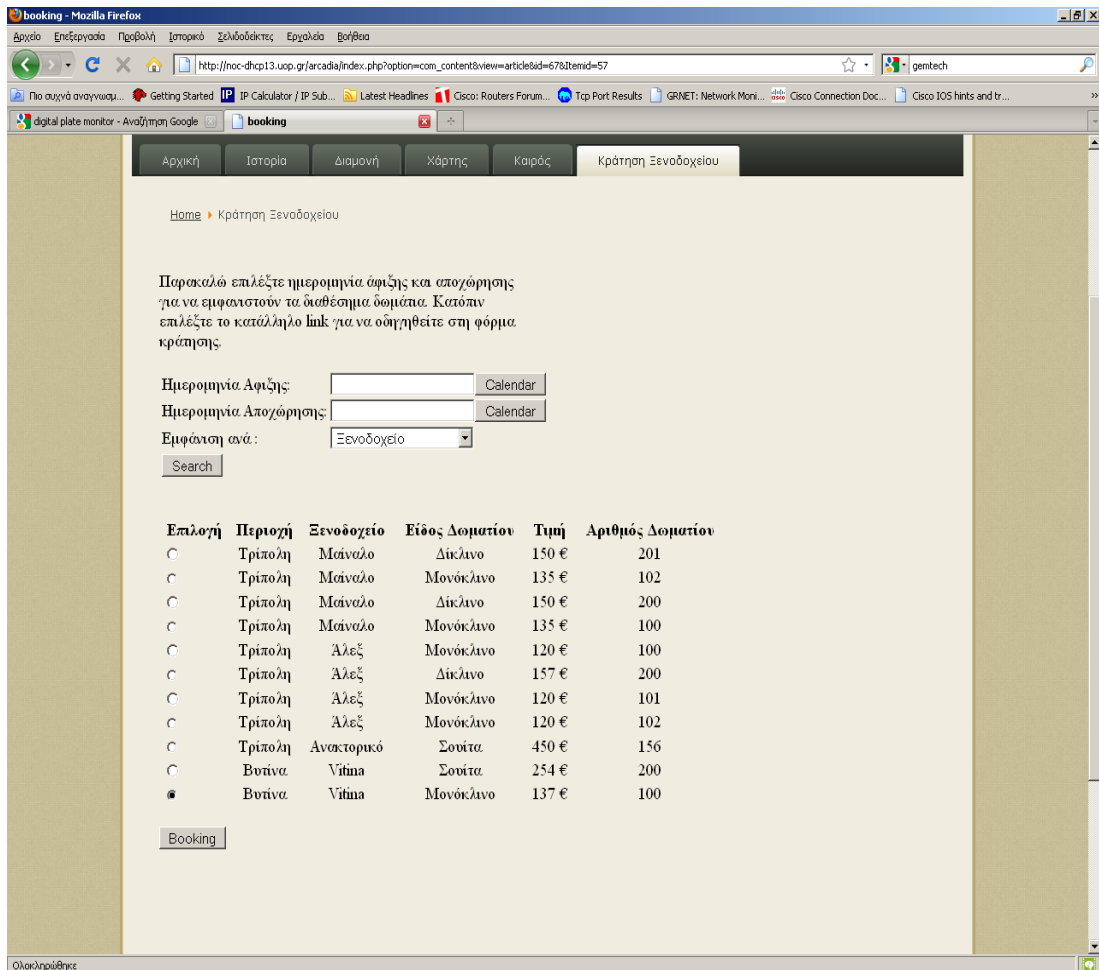 booking - Mozilla Firefox
Αρχείο Επεξεργασία Προβολή Ιστορικό Σελιδοδείκτες Εργαλεία Βοήθεια
http://noc-dhcp13.uop.gr/arcadia/index.php?option=com_content&view=article&id=67&Itemid=57 gemtech
Πιο συχνά αναγνωσμ... Getting Started IP IP Calculator / IP Sub... Latest Headlines Cisco: Routers Forum... Tcp Port Results GRNET: Network Moni... Cisco Connection Doc... Cisco IOS hints and tr... »
digital plate monitor - Αναζήτηση Google booking
Αρχική Ιστορία Διαμονή Χάρτης Καιρός Κράτηση Ξενοδοχείου
Home Κράτηση Ξενοδοχείου
Παρακαλώ επιλέξτε ημερομηνία άφιξης και αποχώρησης
για να εμφανιστούν τα διαθέσημα δωμάτια. Κατόπιν
επιλέξτε το κατάλληλο link για να οδηγηθείτε στη φόρμα
κράτησης.
Ημερομηνία Αφιξης: Calendar
Ημερομηνία Αποχώρησης: Calendar
Εμφάνιση ανά : Ξενοδοχείο
Search
Επιλογή Περιοχή Ξενοδοχείο Είδος Δωματίου Τιμή Αριθμός Δωματίου
Τρίπολη Μαίναλο Δίκλινο 150 € 201
Τρίπολη Μαίναλο Μονόκλινο 135 € 102
Τρίπολη Μαίναλο Δίκλινο 150 € 200
Τρίπολη Μαίναλο Μονόκλινο 135 € 100
Τρίπολη Άλεξ Μονόκλινο 120 € 100
Τρίπολη Άλεξ Δίκλινο 157 € 200
Τρίπολη Άλεξ Μονόκλινο 120 € 101
Τρίπολη Άλεξ Μονόκλινο 120 € 102
Τρίπολη Ανακτορικό Σουίτα 450 € 156
Βυτίνα Vitina Σουίτα 254 € 200
Βυτίνα Vitina Μονόκλινο 137 € 100
Booking
Ολοκληρώθηκε